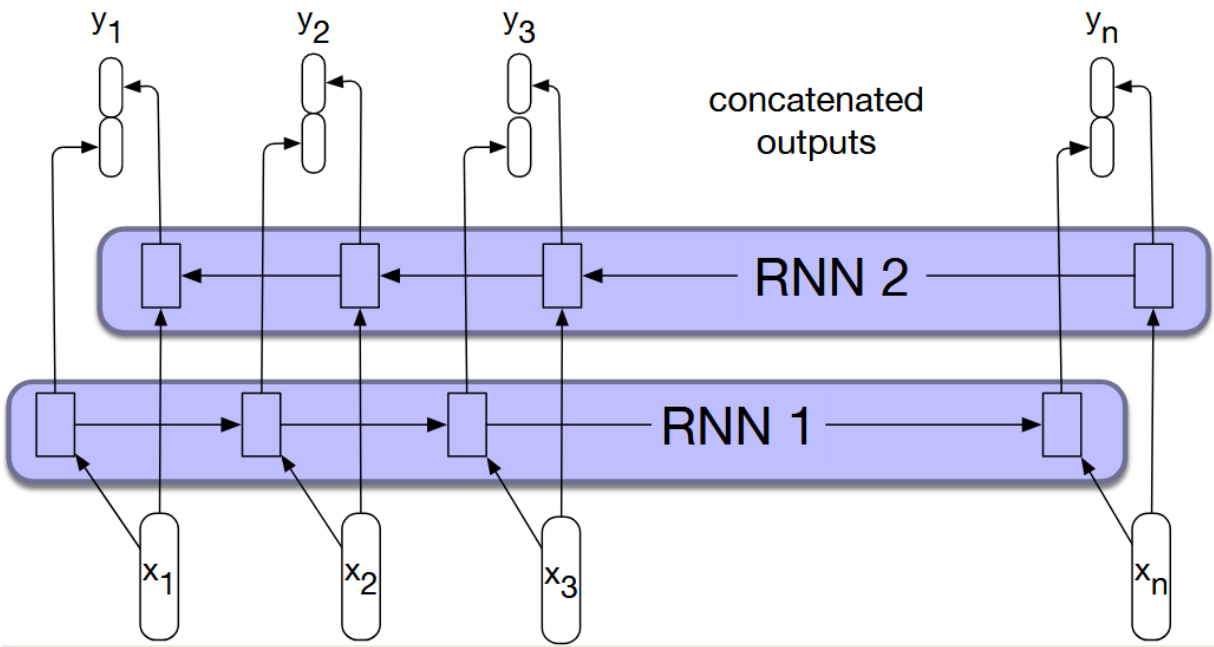 y1 y2 y3 yn
concatenated
outputs
RNN 2
RNN 1
x1 x2 x3 xn